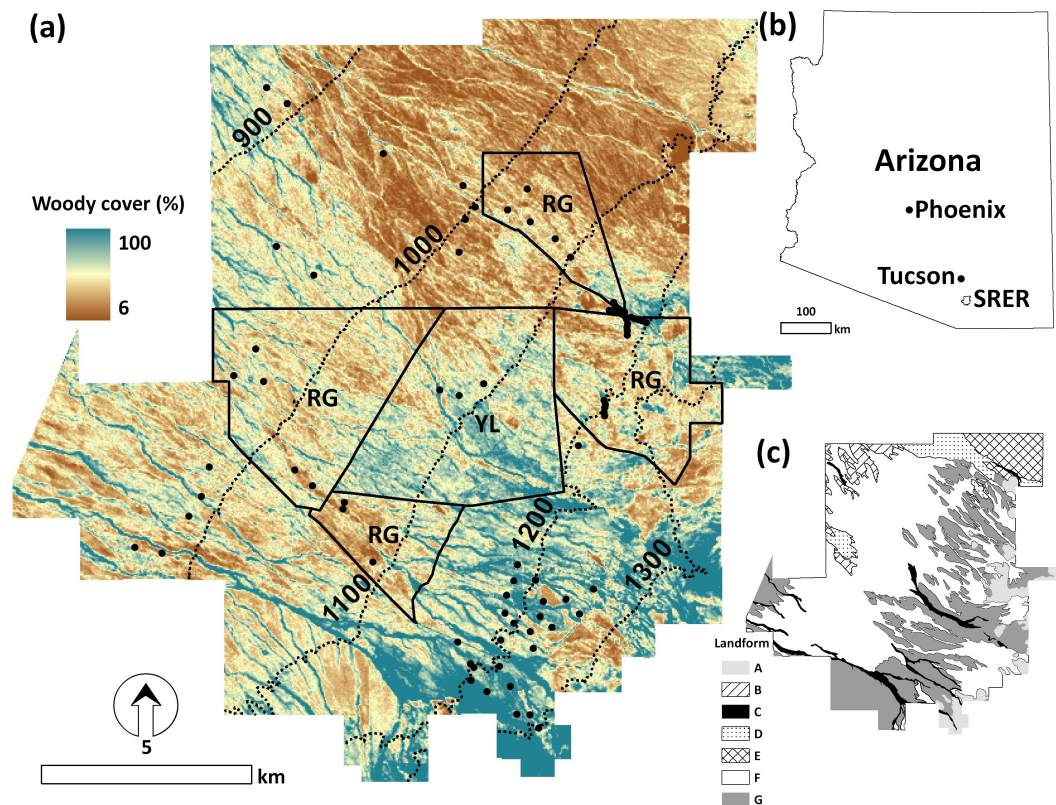 (a)
900
Woody cover (%)
100
6
1000
RG
RG
YL
RG
RG
1100
1200
1300
5
km
(b)
Arizona
Phoenix
Tucson
SRER
100
km
(c)
Landform
A
B
C
D
E
F
G